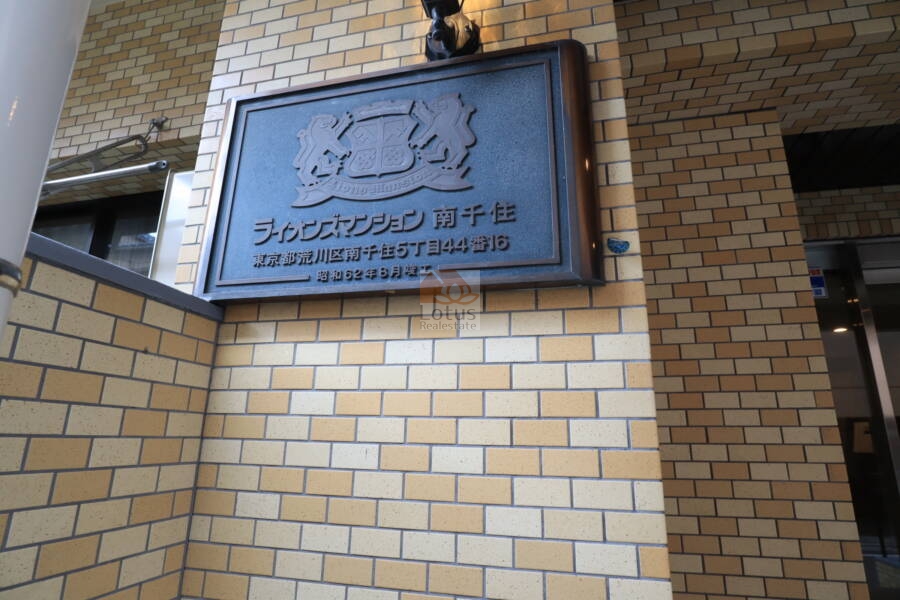 Lions Mansion
ライオンズマンション 南千住
東京都荒川区南千住5丁目44番16
昭和62年8月竣工
Lotus
Realestate